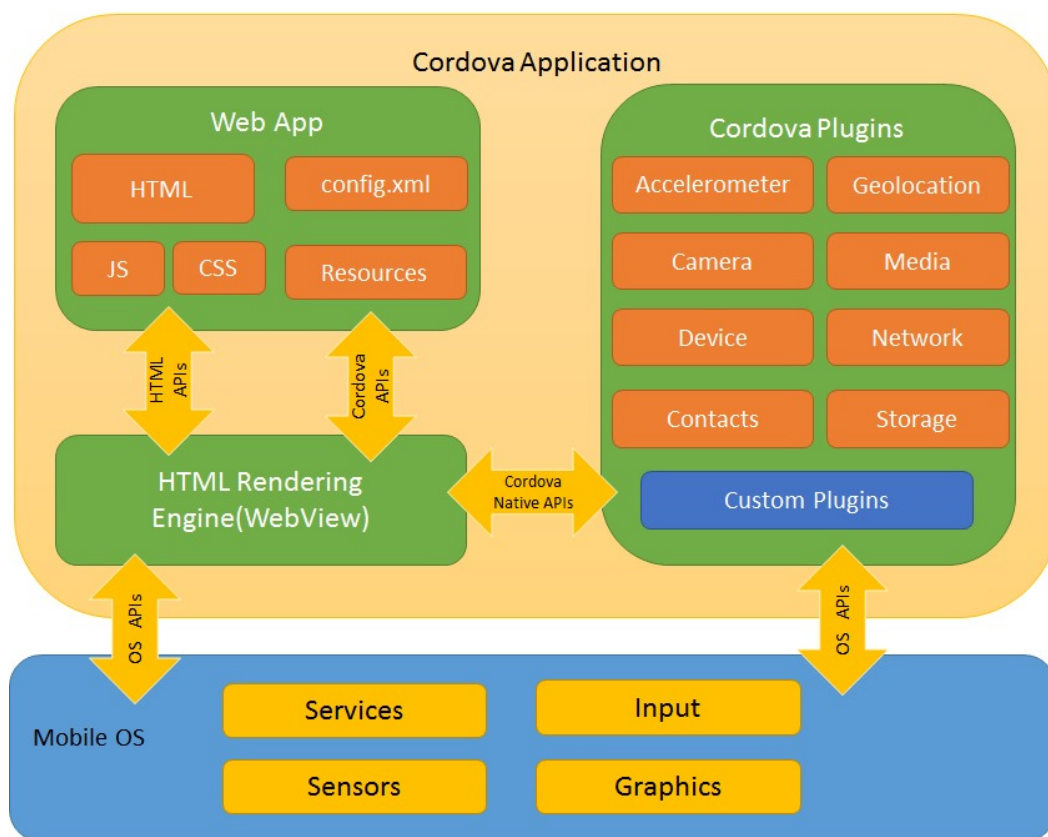 Cordova Application
Web App
HTML
config.xml
JS
CSS
Resources
Cordova Plugins
Accelerometer
Geolocation
Camera
Media
Device
Network
Contacts
Storage
Custom Plugins
HTML
APIs
Cordova
APIs
HTML Rendering
Engine(WebView)
Cordova
Native APIs
OS APIs
OS APIs
Mobile OS
Services
Input
Sensors
Graphics